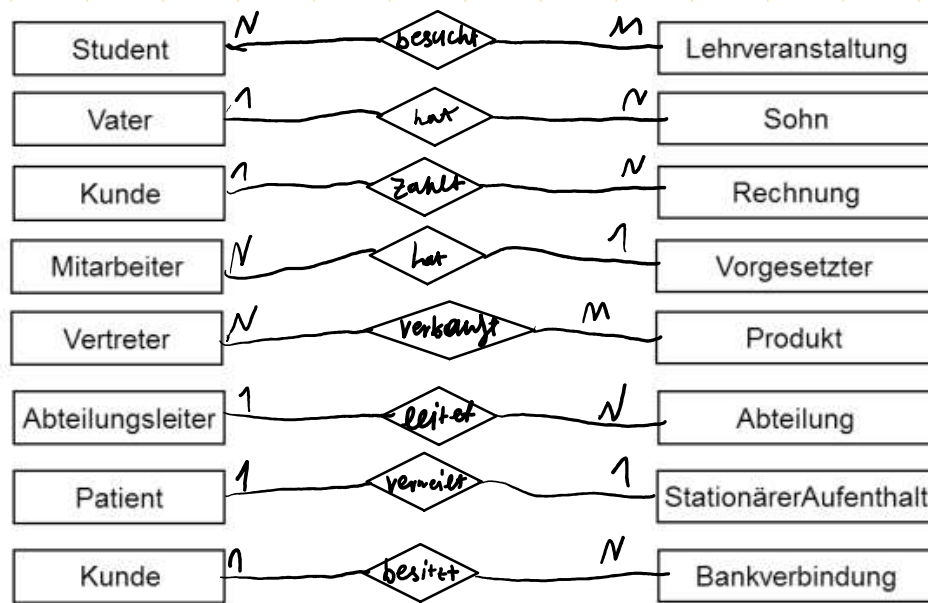 Student N besucht M Lehrveranstaltung
Vater 1 hat N Sohn
Kunde 1 zahlt N Rechnung
Mitarbeiter N hat 1 Vorgesetzter
Vertreter N verkauft M Produkt
Abteilungsleiter 1 leitet N Abteilung
Patient 1 verweilt 1 StationärerAufenthalt
Kunde 1 besitzt N Bankverbindung